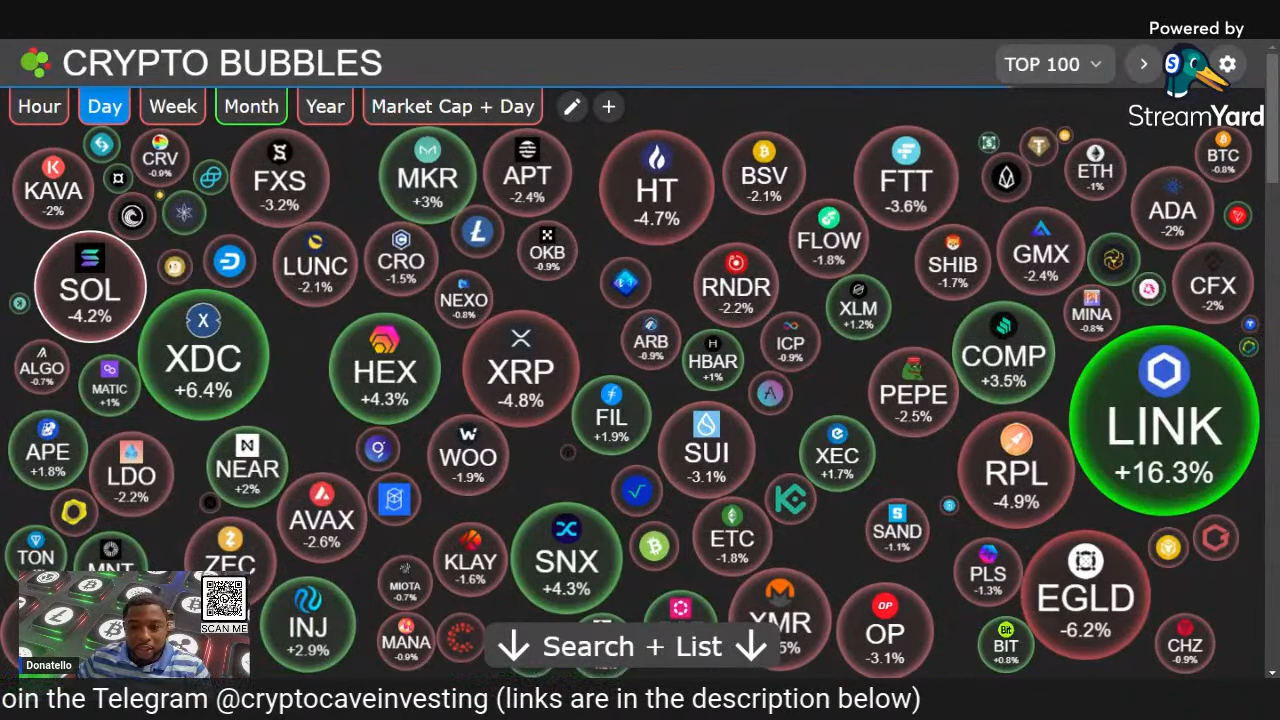 Powered by
StreamYard
CRYPTO BUBBLES
TOP 100
Hour
Day
Week
Month
Year
Market Cap + Day
KAVA
-2%
CRV
-0.9%
FXS
-3.2%
MKR
+3%
APT
-2.4%
HT
-4.7%
BSV
-2.1%
FTT
-3.6%
ETH
-1%
BTC
-0.8%
ADA
-2%
SOL
-4.2%
LUNC
-2.1%
CRO
-1.5%
OKB
-0.9%
FLOW
-1.8%
SHIB
-1.7%
GMX
-2.4%
CFX
-2%
NEXO
-0.8%
RNDR
-2.2%
XLM
+1.2%
MINA
-0.8%
XDC
+6.4%
HEX
+4.3%
XRP
-4.8%
ARB
-0.9%
HBAR
+1%
ICP
-0.9%
COMP
+3.5%
ALGO
-0.7%
MATIC
+1%
FIL
+1.9%
PEPE
-2.5%
LINK
+16.3%
APE
+1.8%
LDO
-2.2%
NEAR
+2%
WOO
-1.9%
SUI
-3.1%
XEC
+1.7%
RPL
-4.9%
AVAX
-2.6%
ETC
-1.8%
SAND
-1.1%
TON
MNT
ZEC
KLAY
-1.6%
SNX
+4.3%
PLS
-1.3%
EGLD
-6.2%
MIOTA
-0.7%
INJ
+2.9%
MANA
-0.9%
XMR
OP
OP
-3.1%
Bit
BIT
+0.8%
CHZ
-0.9%
Search + List
SCAN ME
Donatello
oin the Telegram @cryptocaveinvesting (links are in the description below)